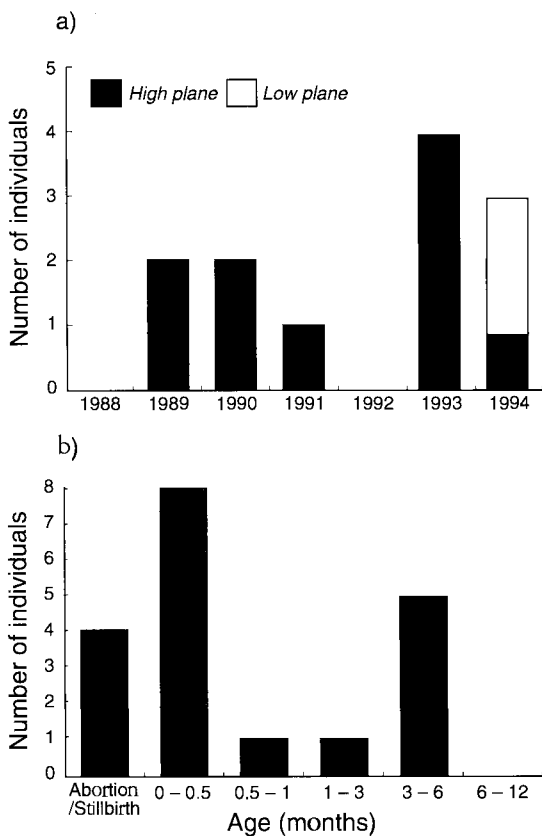 a)
High plane Low plane
Number of individuals
5
4
3
2
1
0
1988 1989 1990 1991 1992 1993 1994
b)
Number of individuals
8
7
6
5
4
3
2
1
0
Abortion
/Stillbirth 0 – 0.5 0.5 – 1 1 – 3 3 – 6 6 – 12
Age (months)